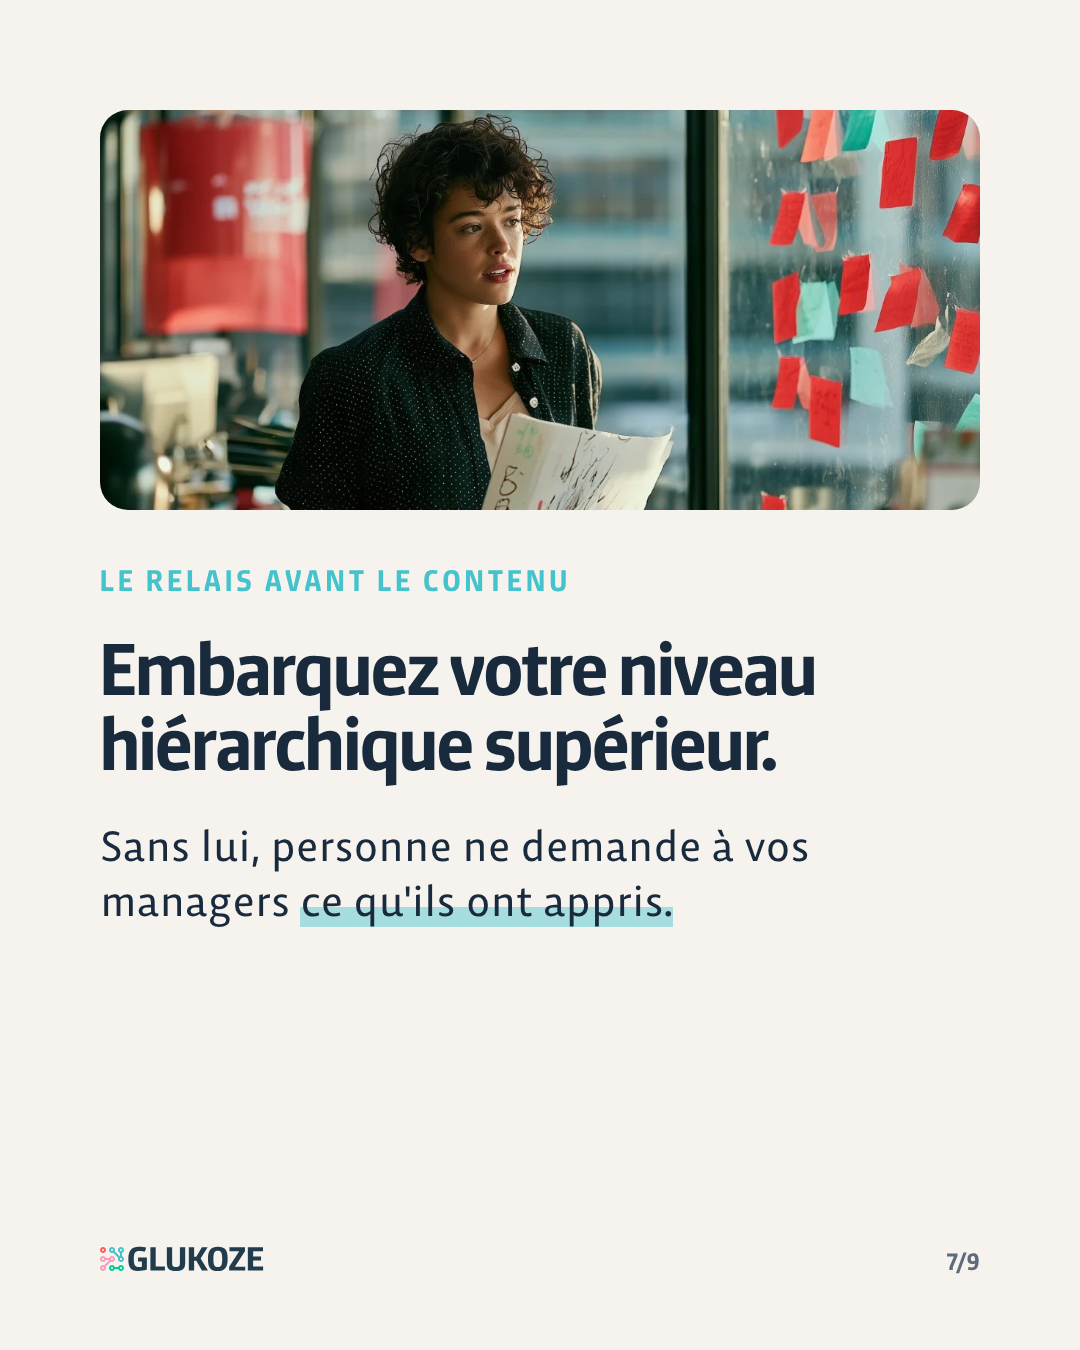 LE RELAIS AVANT LE CONTENU
Embarquez votre niveau
hiérarchique supérieur.
Sans lui, personne ne demande à vos
managers ce qu'ils ont appris.
GLUKOZE
7/9